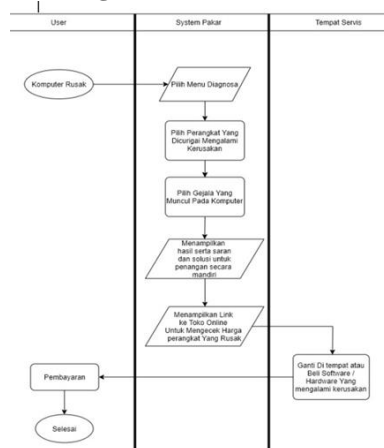 User
System Pakar
Tempat Servis
Komputer Rusak
Pilih Menu Diagnosa
Pilih Perangkat Yang
Dicurigai Mengalami
Kerusakan
Pilih Gejala Yang
Muncul Pada Komputer
Menampilkan
hasil serta saran
dan solusi untuk
penangan secara
mandiri
Menampilkan Link
ke Toko Online
Untuk Mengecek Harga
perangkat Yang Rusak
Ganti Di tempat atau
Beli Software /
Hardware Yang
mengalami kerusakan
Pembayaran
Selesai